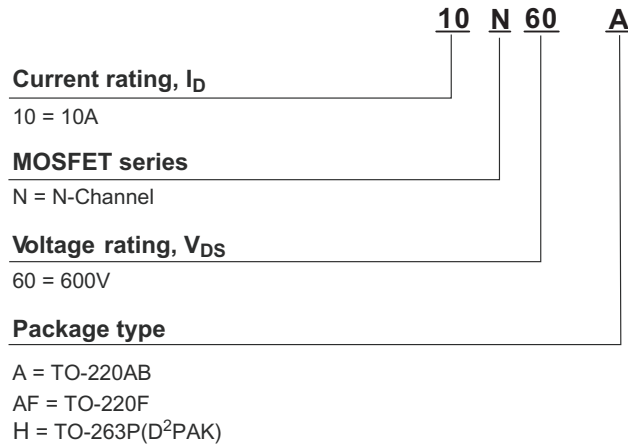 10 N 60 A
Current rating, ID
10 = 10A
MOSFET series
N = N-Channel
Voltage rating, VDS
60 = 600V
Package type
A = TO-220AB
AF = TO-220F
H = TO-263P(D²PAK)